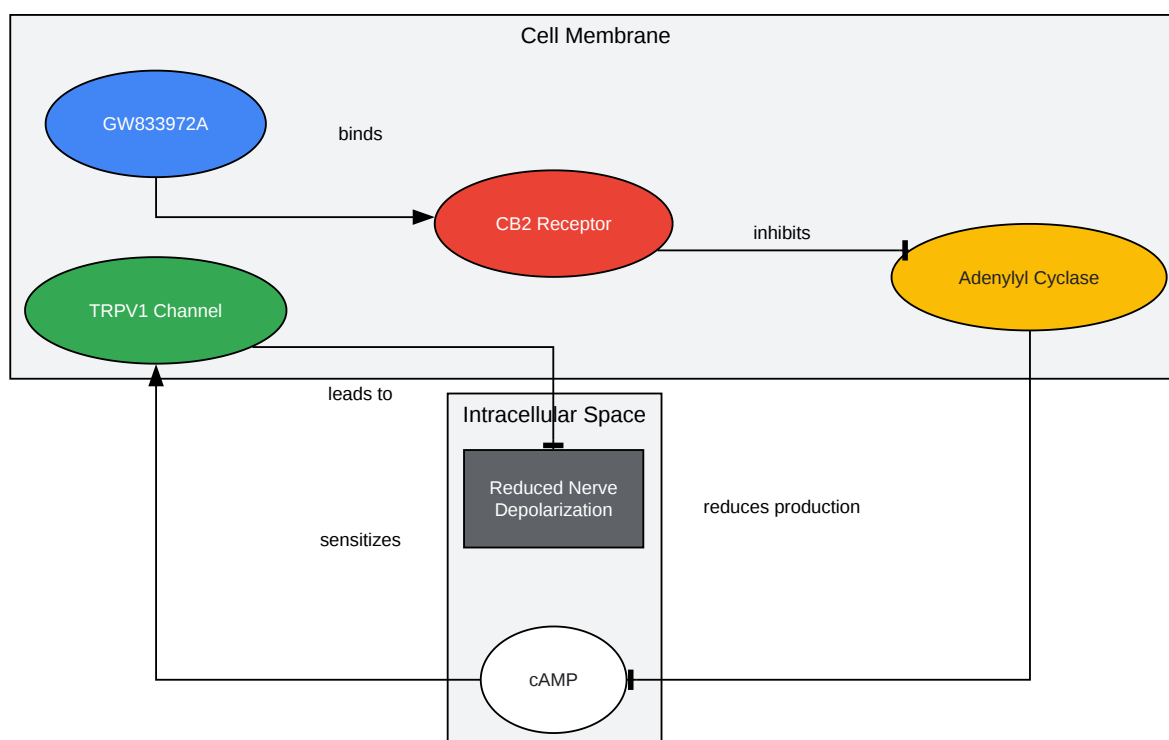 Cell Membrane
GW833972A
binds
CB2 Receptor
inhibits
Adenylyl Cyclase
TRPV1 Channel
leads to
Intracellular Space
Reduced Nerve
Depolarization
reduces production
sensitizes
cAMP